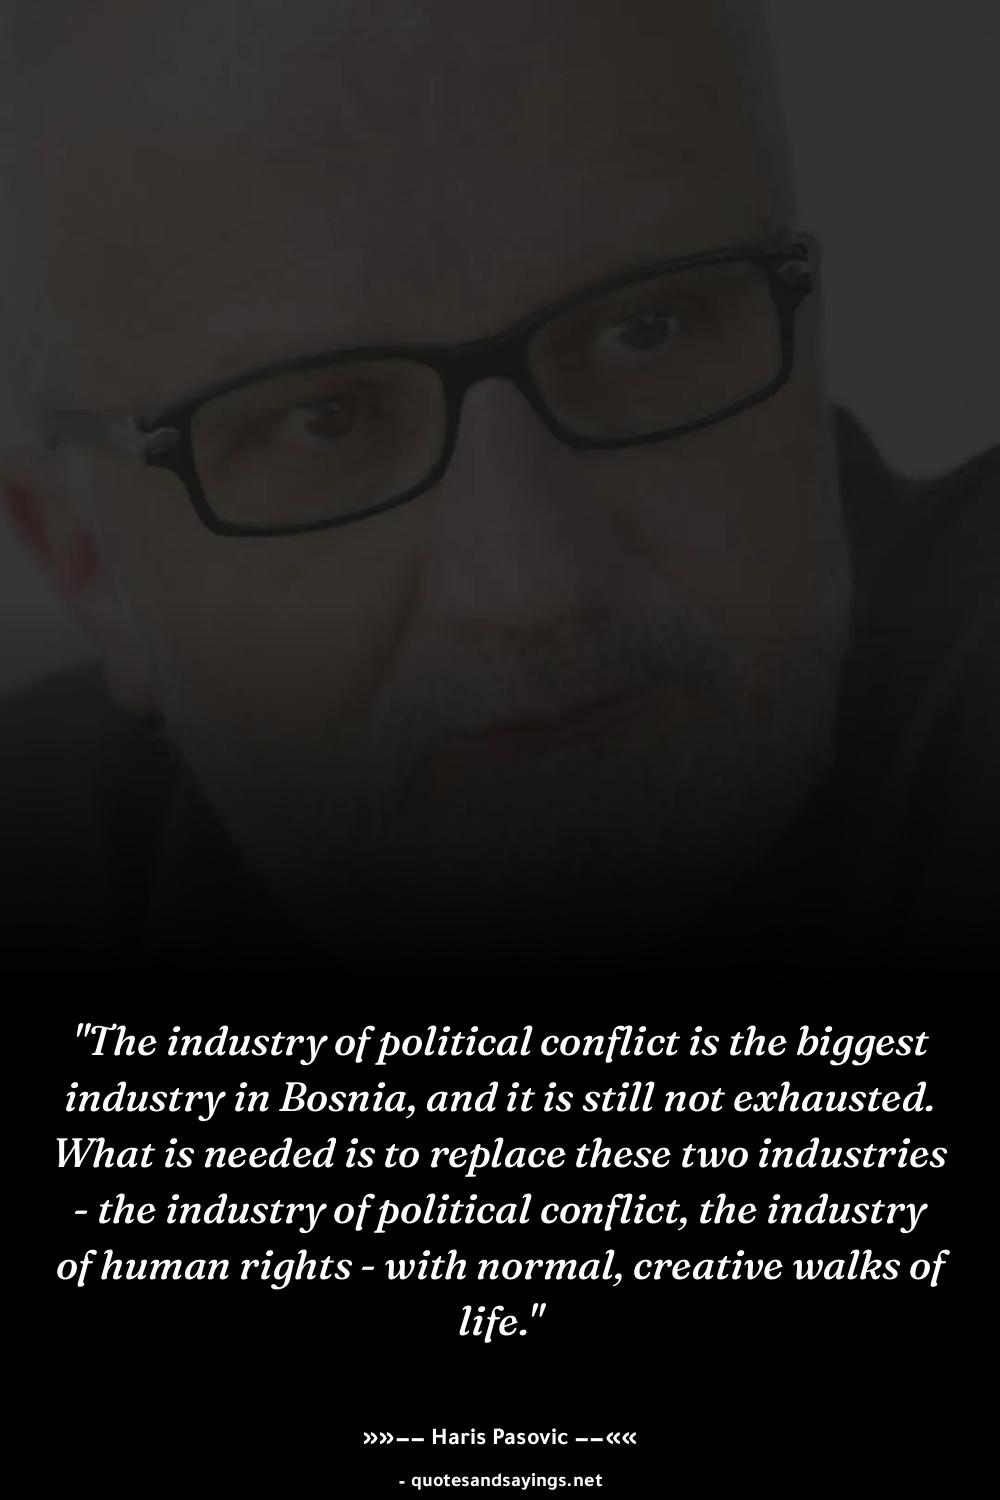 "The industry of political conflict is the biggest
industry in Bosnia, and it is still not exhausted.
What is needed is to replace these two industries
- the industry of political conflict, the industry
of human rights - with normal, creative walks of
life."
»»−− Haris Pasovic −−««
- quotesandsayings.net